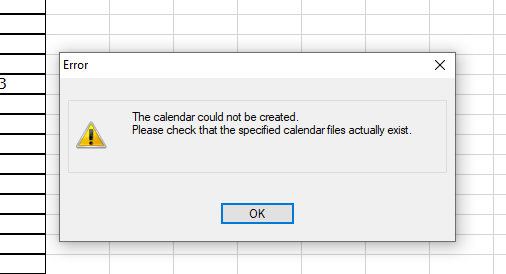 Error
3
The calendar could not be created.
Please check that the specified calendar files actually exist.
OK